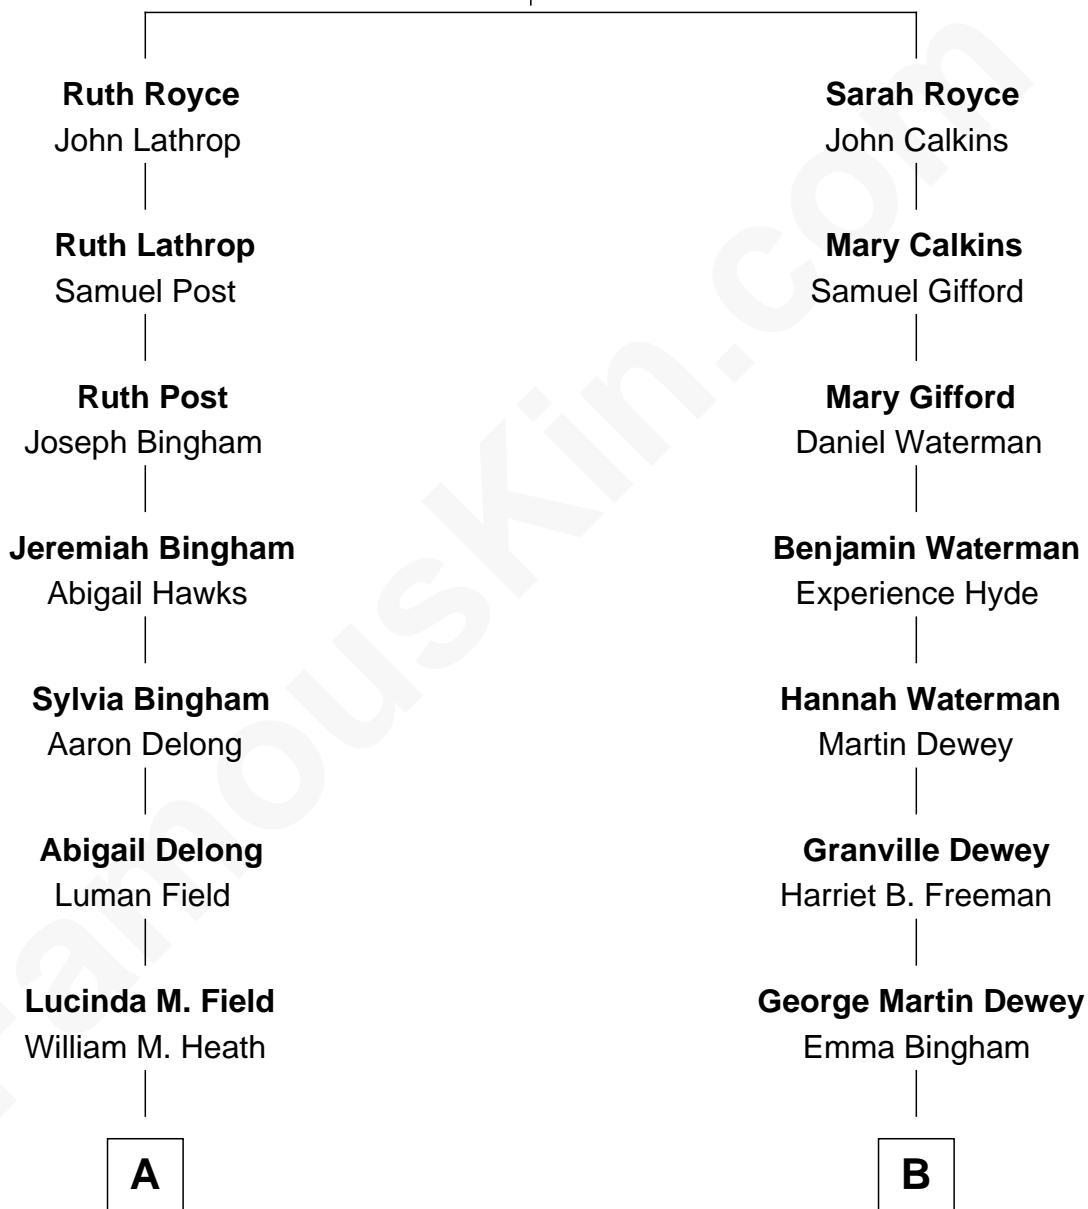 Ruth Royce
John Lathrop
Sarah Royce
John Calkins
Ruth Lathrop
Samuel Post
Mary Calkins
Samuel Gifford
Ruth Post
Joseph Bingham
Mary Gifford
Daniel Waterman
Jeremiah Bingham
Abigail Hawks
Benjamin Waterman
Experience Hyde
Sylvia Bingham
Aaron Delong
Hannah Waterman
Martin Dewey
Abigail Delong
Luman Field
Granville Dewey
Harriet B. Freeman
Lucinda M. Field
William M. Heath
George Martin Dewey
Emma Bingham
A
B
FamousKin.com